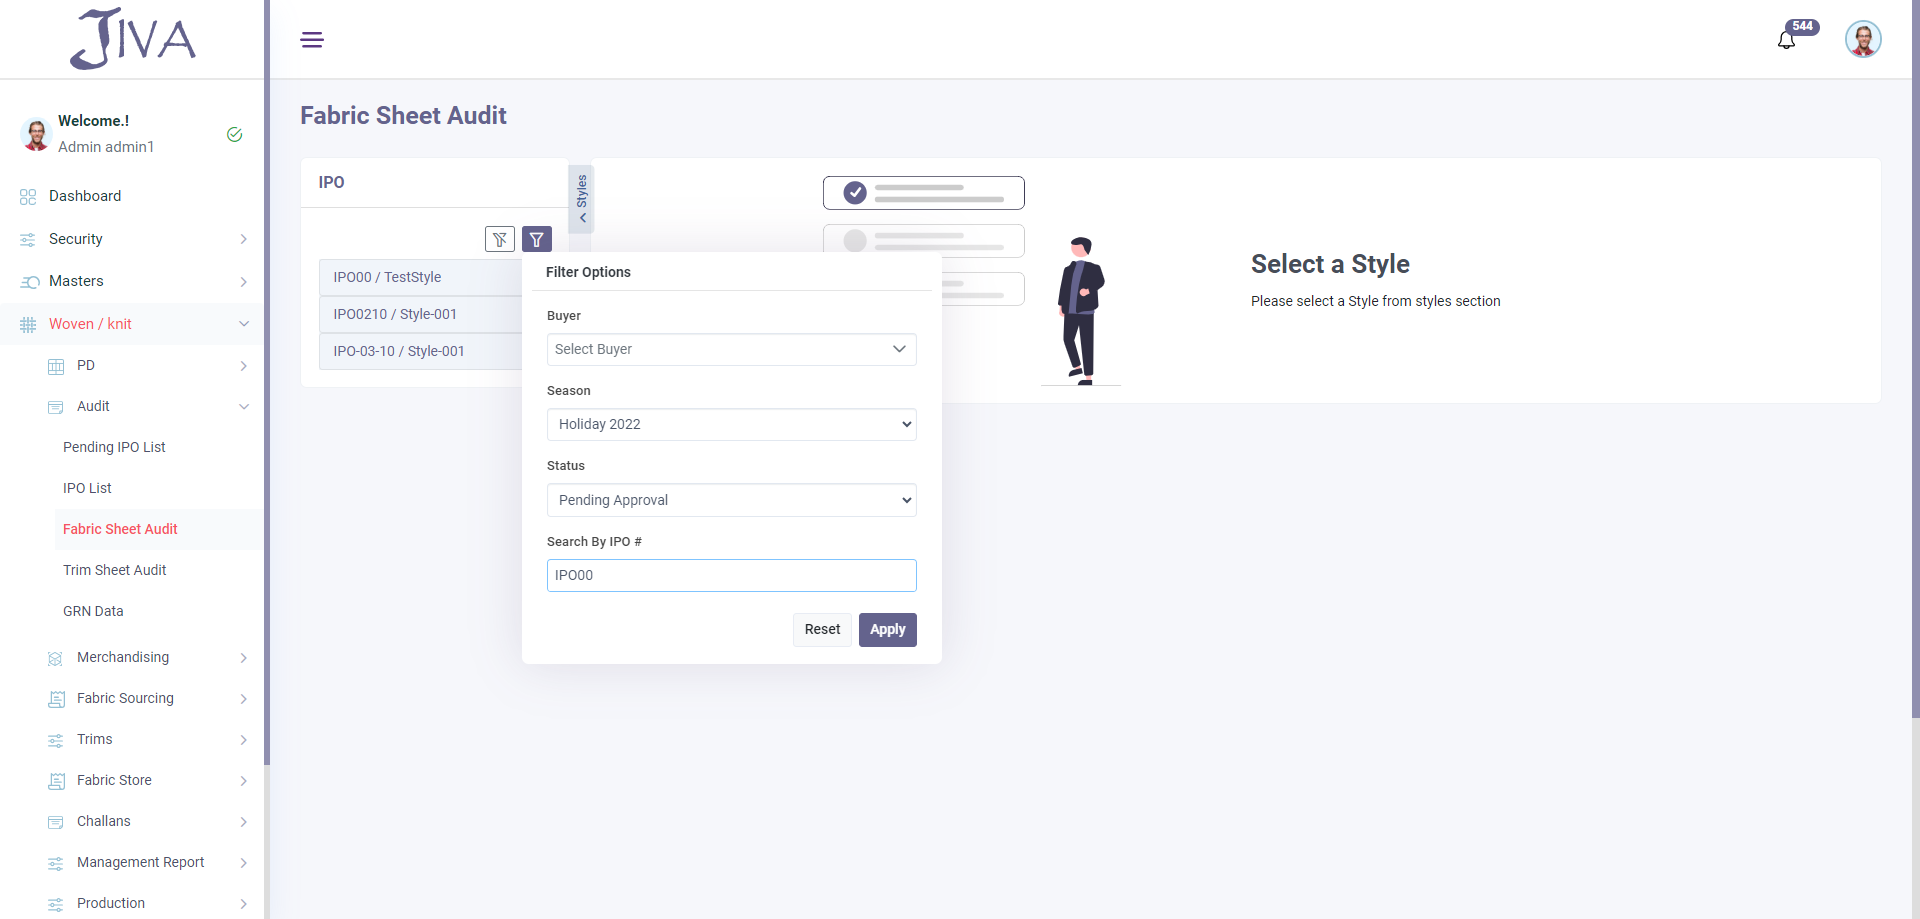 JIVA
544
Welcome.!
Admin admin1
Dashboard
Security
Masters
Woven / knit
PD
Audit
Pending IPO List
IPO List
Fabric Sheet Audit
Trim Sheet Audit
GRN Data
Merchandising
Fabric Sourcing
Trims
Fabric Store
Challans
Management Report
Production
Fabric Sheet Audit
IPO
Styles
IPO00 / TestStyle
IPO0210 / Style-001
IPO-03-10 / Style-001
Filter Options
Buyer
Select Buyer
Season
Holiday 2022
Status
Pending Approval
Search By IPO #
IPO00
Reset
Apply
Select a Style
Please select a Style from styles section